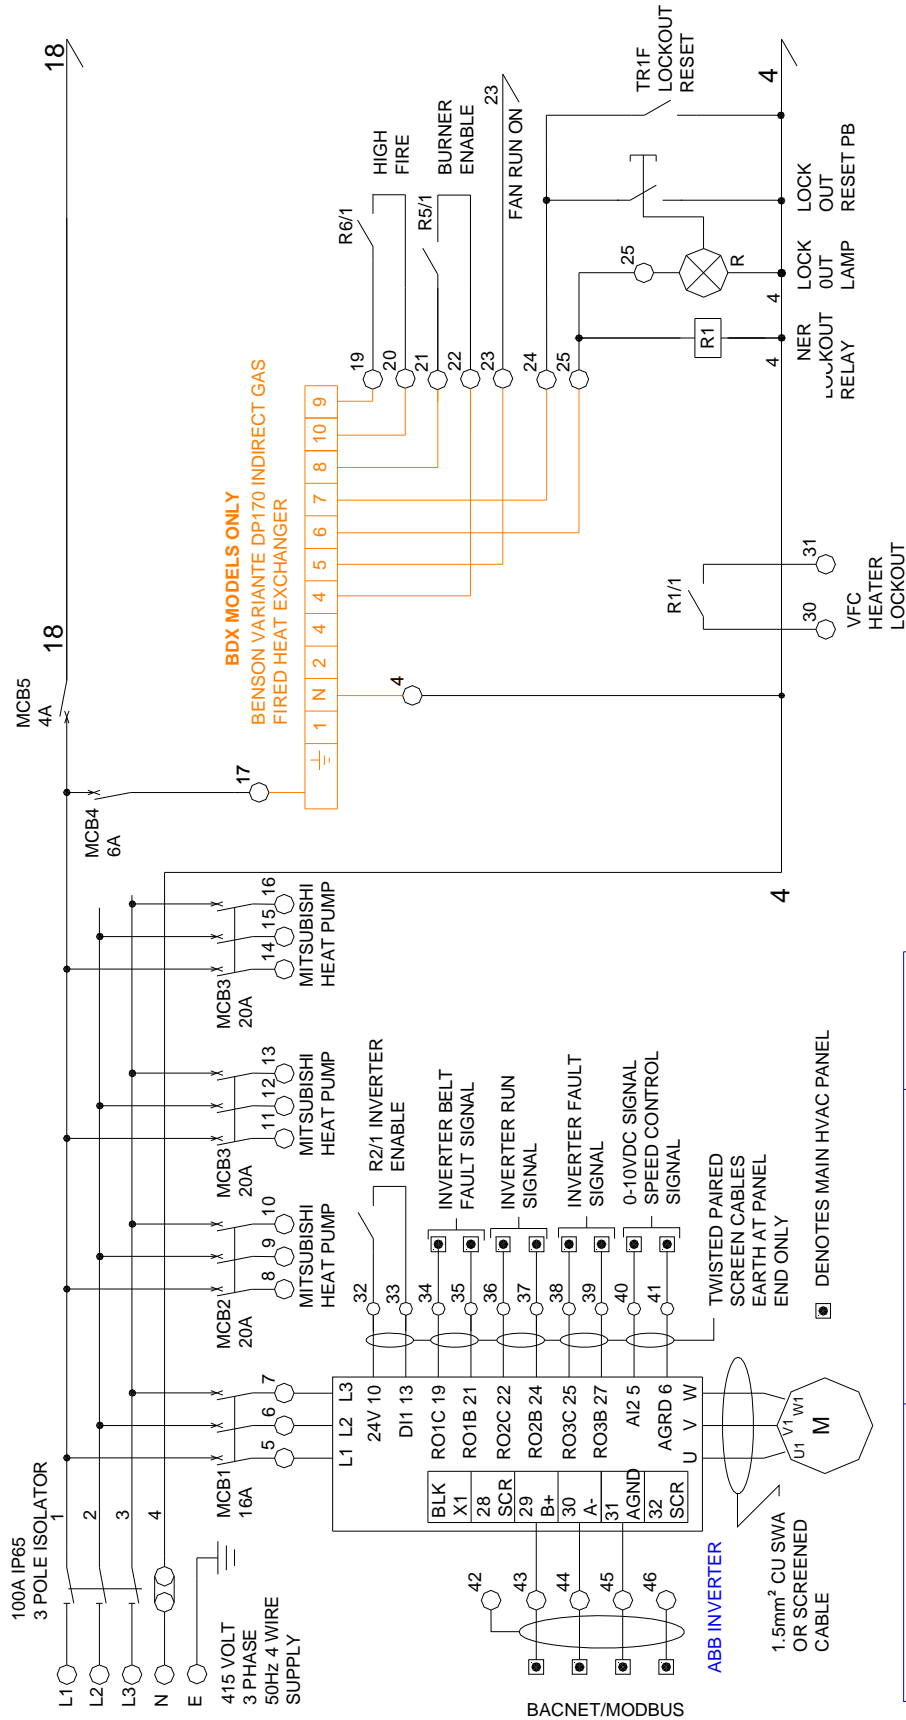 100A IP65
3 POLE ISOLATOR
L1
L2
L3
N
E
1
2
3
4
415 VOLT
3 PHASE
50Hz 4 WIRE
SUPPLY
MCB1
16A
5
6
7
MCB2
20A
8
9
10
MITSUBISHI
HEAT PUMP
MCB3
20A
11
12
13
MITSUBISHI
HEAT PUMP
MCB3
20A
14
15
16
MITSUBISHI
HEAT PUMP
MCB4
6A
17
MCB5
4A
18
18
BDX MODELS ONLY
BENSON VARIANTE DP170 INDIRECT GAS
FIRED HEAT EXCHANGER
1
N
2
4
4
5
6
7
8
10
9
4
19
20
21
22
23
24
25
R6/1
HIGH
FIRE
R5/1
BURNER
ENABLE
23
FAN RUN ON
TR1F
LOCKOUT
RESET
25
R
R1
4
4
4
4
LOCK
OUT
RESET PB
LOCK
0UT
LAMP
NER
LOCKOUT
RELAY
R1/1
30
31
VFC
HEATER
LOCKOUT
L1
L2
L3
24V 10
DI1 13
RO1C 19
RO1B 21
RO2C 22
RO2B 24
RO3C 25
RO3B 27
AI2 5
AGRD 6
U
V
W
BLK
X1
28
SCR
29
B+
30
A-
31
AGND
32
SCR
32
33
34
35
36
37
38
39
40
41
R2/1 INVERTER
ENABLE
INVERTER BELT
FAULT SIGNAL
INVERTER RUN
SIGNAL
INVERTER FAULT
SIGNAL
0-10VDC SIGNAL
SPEED CONTROL
SIGNAL
TWISTED PAIRED
SCREEN CABLES
EARTH AT PANEL
END ONLY
DENOTES MAIN HVAC PANEL
42
43
44
45
46
BACNET/MODBUS
ABB INVERTER
1.5mm² CU SWA
OR SCREENED
CABLE
U1
V1
W1
M